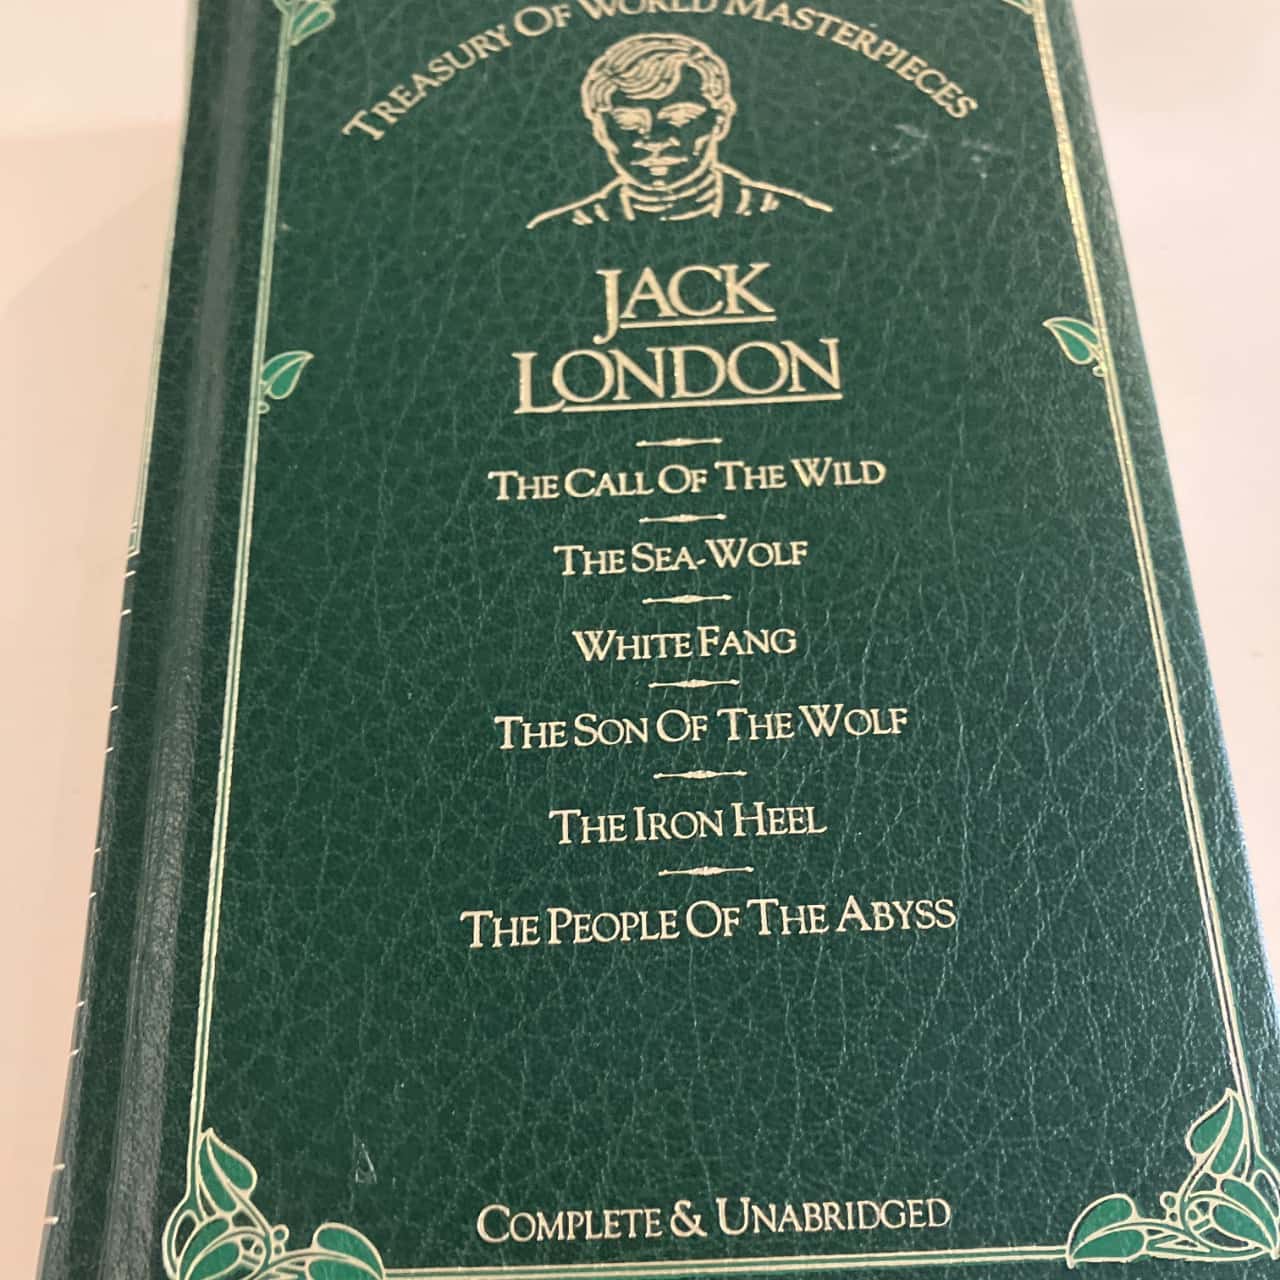 Treasury Of World Masterpieces
Jack
London
The Call Of The Wild
The Sea-Wolf
White Fang
The Son Of The Wolf
The Iron Heel
The People Of The Abyss
Complete & Unabridged